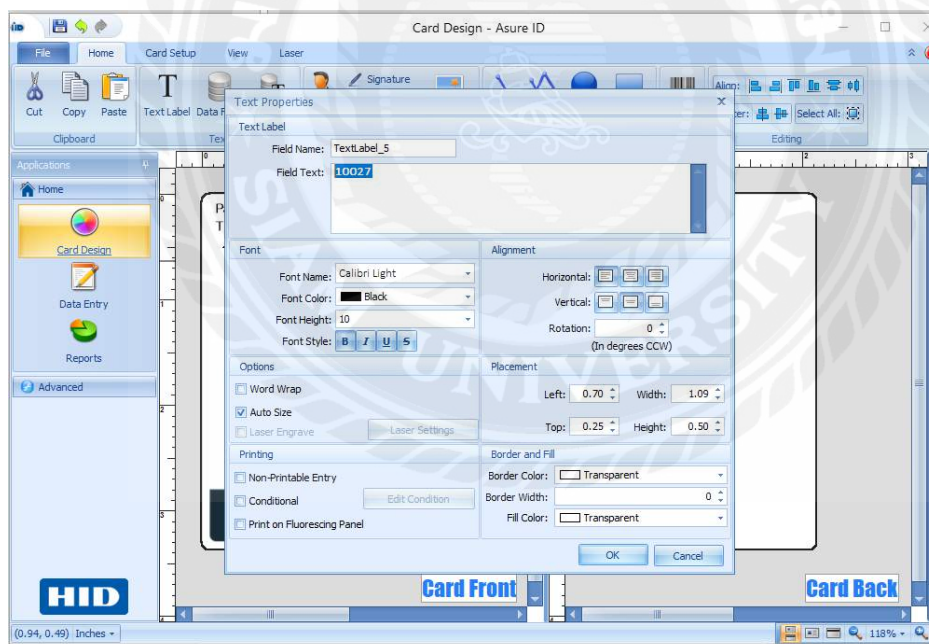 Card Design - Asure ID
File Home Card Setup View Laser
Signature
Cut Copy Paste Text Label Data F
Align:
er: Select All:
Clipboard Tex Editing
Applications
Home
Card Design
Data Entry
Reports
Advanced
Text Properties x
Text Label
Field Name: TextLabel_5
Field Text: 10027
Font
Font Name: Calibri Light
Font Color: Black
Font Height: 10
Font Style: B I U S
Alignment
Horizontal:
Vertical:
Rotation: 0
(In degrees CCW)
Options
Word Wrap
Auto Size
Laser Engrave Laser Settings
Placement
Left: 0.70 Width: 1.09
Top: 0.25 Height: 0.50
Printing
Non-Printable Entry
Conditional Edit Condition
Print on Fluorescing Panel
Border and Fill
Border Color: Transparent
Border Width: 0
Fill Color: Transparent
OK Cancel
HID
Card Front Card Back
(0.94, 0.49) Inches 118%
SIAM UNIVERSITY